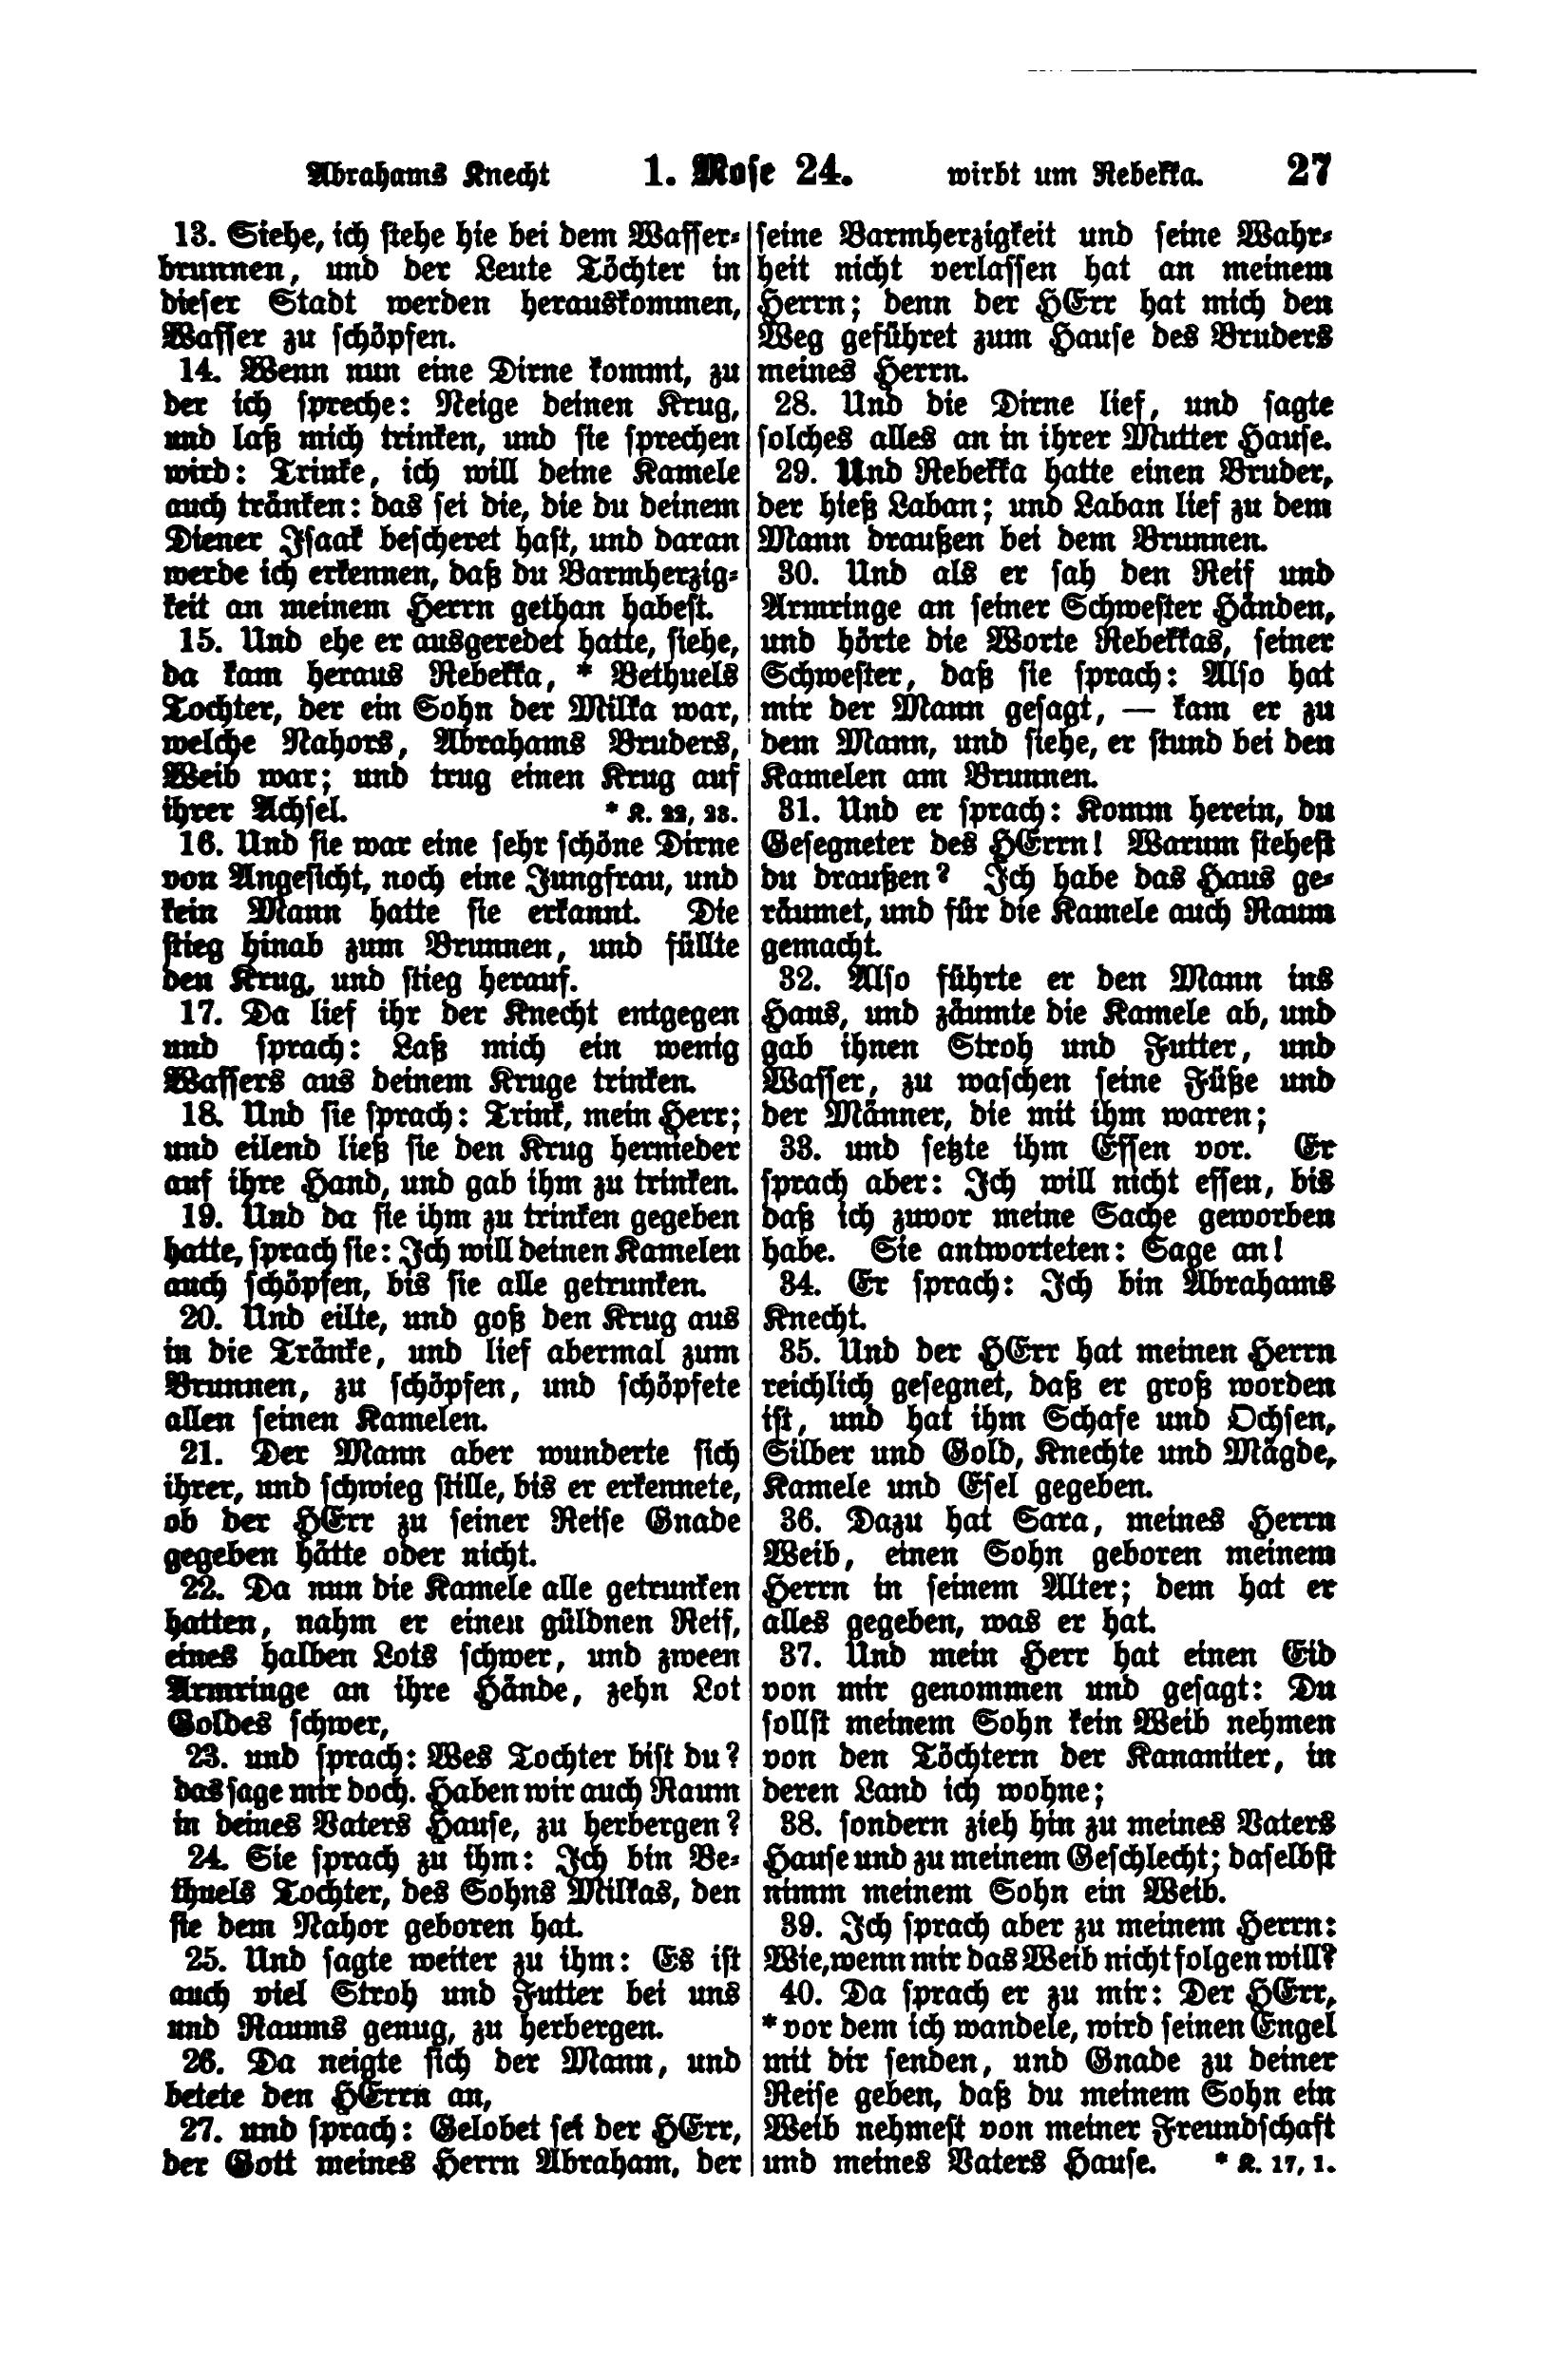 Abrahams Knecht 1. Mose 24. wirbt um Rebekka. 27
13. Siehe, ich stehe hie bei dem Wasser-
brunnen, und der Leute Töchter in
dieser Stadt werden herauskommen,
Wasser zu schöpfen.
14. Wenn nun eine Dirne kommt, zu
der ich spreche: Neige deinen Krug,
und laß mich trinken, und sie sprechen
wird: Trinke, ich will deine Kamele
auch tränken: das sei die, die du deinem
Diener Isaak bescheret hast, und daran
werde ich erkennen, daß du Barmherzig-
keit an meinem Herrn gethan habest.
15. Und ehe er ausgeredet hatte, siehe,
da kam heraus Rebekka, * Bethuels
Tochter, der ein Sohn der Milka war,
welche Nahors, Abrahams Bruders,
Weib war; und trug einen Krug auf
ihrer Achsel. * K. 22, 23.
16. Und sie war eine sehr schöne Dirne
von Angesicht, noch eine Jungfrau, und
kein Mann hatte sie erkannt. Die
stieg hinab zum Brunnen, und füllte
den Krug, und stieg herauf.
17. Da lief ihr der Knecht entgegen
und sprach: Laß mich ein wenig
Wassers aus deinem Kruge trinken.
18. Und sie sprach: Trink, mein Herr;
und eilend ließ sie den Krug hernieder
auf ihre Hand, und gab ihm zu trinken.
19. Und da sie ihm zu trinken gegeben
hatte, sprach sie: Ich will deinen Kamelen
auch schöpfen, bis sie alle getrunken.
20. Und eilte, und goß den Krug aus
in die Tränke, und lief abermal zum
Brunnen, zu schöpfen, und schöpfete
allen seinen Kamelen.
21. Der Mann aber wunderte sich
ihrer, und schwieg stille, bis er erkennete,
ob der HErr zu seiner Reise Gnade
gegeben hätte oder nicht.
22. Da nun die Kamele alle getrunken
hatten, nahm er einen güldnen Reif,
eines halben Lots schwer, und zween
Armringe an ihre Hände, zehn Lot
Goldes schwer,
23. und sprach: Wes Tochter bist du?
das sage mir doch. Haben wir auch Raum
in deines Vaters Hause, zu herbergen?
24. Sie sprach zu ihm: Ich bin Be-
thuels Tochter, des Sohns Milkas, den
sie dem Nahor geboren hat.
25. Und sagte weiter zu ihm: Es ist
auch viel Stroh und Futter bei uns
und Raums genug, zu herbergen.
26. Da neigte sich der Mann, und
betete den HErrn an,
27. und sprach: Gelobet sei der HErr,
der Gott meines Herrn Abraham, der
seine Barmherzigkeit und seine Wahr-
heit nicht verlassen hat an meinem
Herrn; denn der HErr hat mich den
Weg geführet zum Hause des Bruders
meines Herrn.
28. Und die Dirne lief, und sagte
solches alles an in ihrer Mutter Hause.
29. Und Rebekka hatte einen Bruder,
der hieß Laban; und Laban lief zu dem
Mann draußen bei dem Brunnen.
30. Und als er sah den Reif und
Armringe an seiner Schwester Händen,
und hörte die Worte Rebekkas, seiner
Schwester, daß sie sprach: Also hat
mir der Mann gesagt, — kam er zu
dem Mann, und siehe, er stund bei den
Kamelen am Brunnen.
31. Und er sprach: Komm herein, du
Gesegneter des HErrn! Warum stehest
du draußen? Ich habe das Haus ge-
räumet, und für die Kamele auch Raum
gemacht.
32. Also führte er den Mann ins
Haus, und zäumte die Kamele ab, und
gab ihnen Stroh und Futter, und
Wasser, zu waschen seine Füße und
der Männer, die mit ihm waren;
33. und setzte ihm Essen vor. Er
sprach aber: Ich will nicht essen, bis
daß ich zuvor meine Sache geworben
habe. Sie antworteten: Sage an!
34. Er sprach: Ich bin Abrahams
Knecht.
35. Und der HErr hat meinen Herrn
reichlich gesegnet, daß er groß worden
ist, und hat ihm Schafe und Ochsen,
Silber und Gold, Knechte und Mägde,
Kamele und Esel gegeben.
36. Dazu hat Sara, meines Herrn
Weib, einen Sohn geboren meinem
Herrn in seinem Alter; dem hat er
alles gegeben, was er hat.
37. Und mein Herr hat einen Eid
von mir genommen und gesagt: Du
sollst meinem Sohn kein Weib nehmen
von den Töchtern der Kananiter, in
deren Land ich wohne;
38. sondern zieh hin zu meines Vaters
Hause und zu meinem Geschlecht; daselbst
nimm meinem Sohn ein Weib.
39. Ich sprach aber zu meinem Herrn:
Wie, wenn mir das Weib nicht folgen will?
40. Da sprach er zu mir: Der HErr,
* vor dem ich wandele, wird seinen Engel
mit dir senden, und Gnade zu deiner
Reise geben, daß du meinem Sohn ein
Weib nehmest von meiner Freundschaft
und meines Vaters Hause. * K. 17, 1.